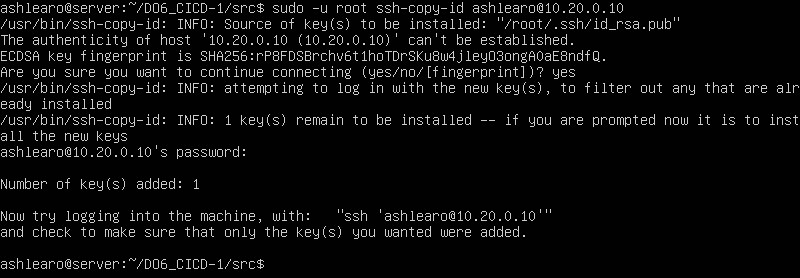 ashlearo@server:~/DO6_CICD-1/src$ sudo -u root ssh-copy-id ashlearo@10.20.0.10
/usr/bin/ssh-copy-id: INFO: Source of key(s) to be installed: "/root/.ssh/id_rsa.pub"
The authenticity of host '10.20.0.10 (10.20.0.10)' can't be established.
ECDSA key fingerprint is SHA256:rP8FDSBrchv6t1hoTDrSKu8w4jleyO3ongA0aE8ndfQ.
Are you sure you want to continue connecting (yes/no/[fingerprint])? yes
/usr/bin/ssh-copy-id: INFO: attempting to log in with the new key(s), to filter out any that are alr
eady installed
/usr/bin/ssh-copy-id: INFO: 1 key(s) remain to be installed -- if you are prompted now it is to inst
all the new keys
ashlearo@10.20.0.10's password:
Number of key(s) added: 1
Now try logging into the machine, with:   "ssh 'ashlearo@10.20.0.10'"
and check to make sure that only the key(s) you wanted were added.
ashlearo@server:~/DO6_CICD-1/src$